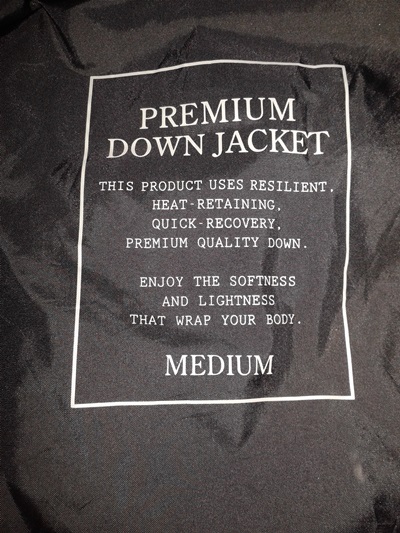 PREMIUM
DOWN JACKET
THIS PRODUCT USES RESILIENT,
HEAT-RETAINING,
QUICK-RECOVERY,
PREMIUM QUALITY DOWN.
ENJOY THE SOFTNESS
AND LIGHTNESS
THAT WRAP YOUR BODY.
MEDIUM